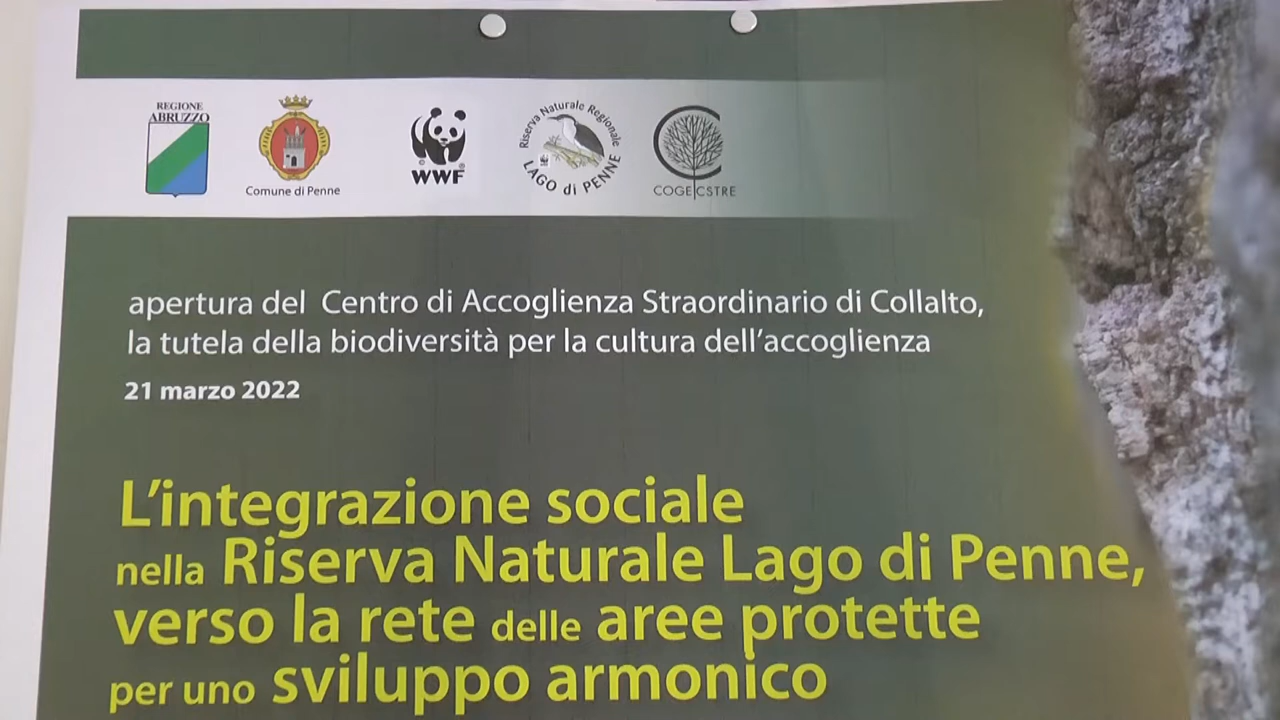 REGIONE
ABRUZZO
Comune di Penne
WWF
Riserva Naturale Regionale
LAGO di PENNE
COGECSTRE
apertura del Centro di Accoglienza Straordinario di Collalto,
la tutela della biodiversità per la cultura dell'accoglienza
21 marzo 2022
L'integrazione sociale
nella Riserva Naturale Lago di Penne,
verso la rete delle aree protette
per uno sviluppo armonico